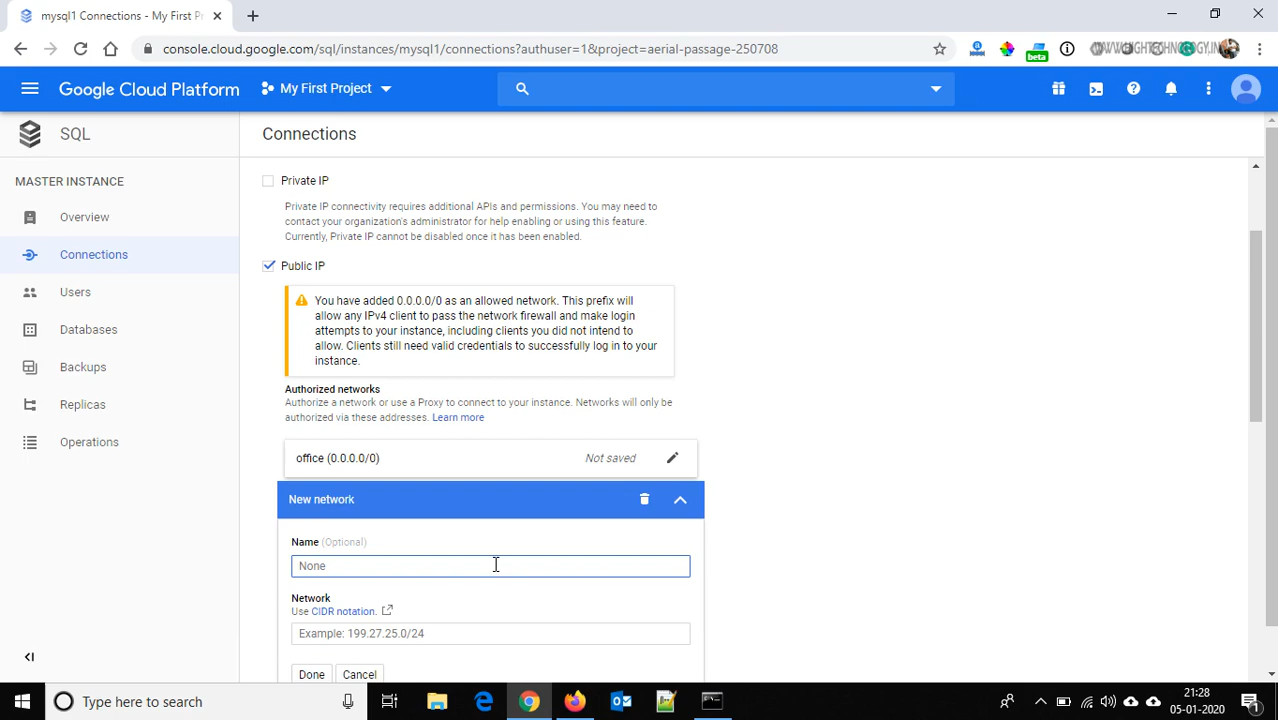 mysql1 Connections - My First Pr
console.cloud.google.com/sql/instances/mysql1/connections?authuser=1&project=aerial-passage-250708
beta
Google Cloud Platform
My First Project
SQL
Connections
MASTER INSTANCE
Overview
Connections
Users
Databases
Backups
Replicas
Operations
Private IP
Private IP connectivity requires additional APIs and permissions. You may need to
contact your organization's administrator for help enabling or using this feature.
Currently, Private IP cannot be disabled once it has been enabled.
Public IP
You have added 0.0.0.0/0 as an allowed network. This prefix will
allow any IPv4 client to pass the network firewall and make login
attempts to your instance, including clients you did not intend to
allow. Clients still need valid credentials to successfully log in to your
instance.
Authorized networks
Authorize a network or use a Proxy to connect to your instance. Networks will only be
authorized via these addresses. Learn more
office (0.0.0.0/0) Not saved
New network
Name (Optional)
None
Network
Use CIDR notation.
Example: 199.27.25.0/24
Done Cancel
Type here to search
21:28
05-01-2020
1